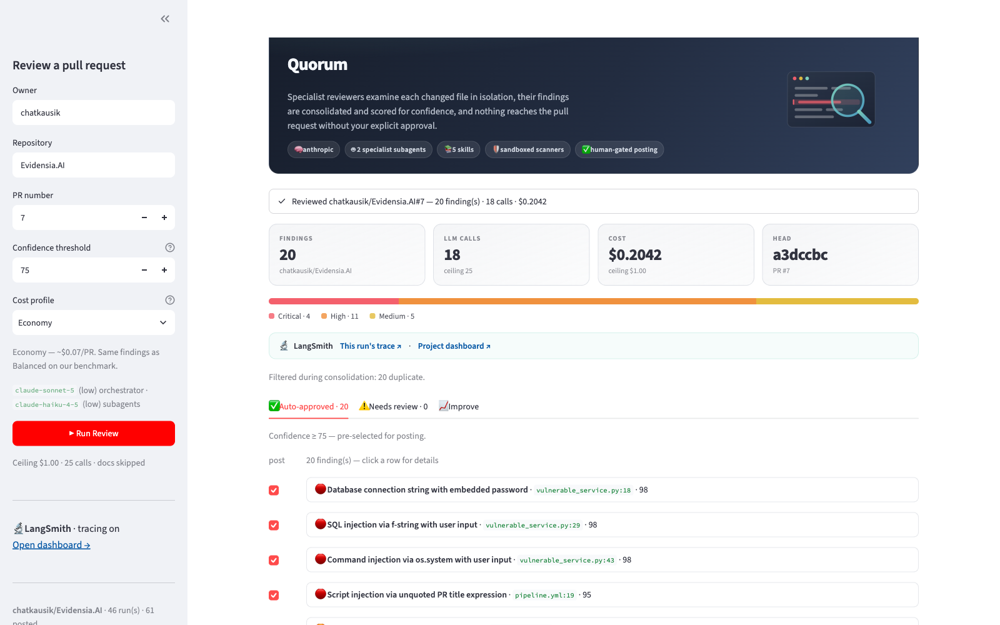 Review a pull request
Owner
chatkausik
Repository
Evidensia.AI
PR number
7
Confidence threshold
75
Cost profile
Economy
Economy — ~$0.07/PR. Same findings as
Balanced on our benchmark.
claude-sonnet-5 (low) orchestrator ·
claude-haiku-4-5 (low) subagents
Run Review
Ceiling $1.00 · 25 calls · docs skipped
LangSmith · tracing on
Open dashboard →
chatkausik/Evidensia.AI · 46 run(s) · 61
posted
Quorum
Specialist reviewers examine each changed file in isolation, their findings
are consolidated and scored for confidence, and nothing reaches the pull
request without your explicit approval.
anthropic
2 specialist subagents
5 skills
sandboxed scanners
human-gated posting
Reviewed chatkausik/Evidensia.AI#7 — 20 finding(s) · 18 calls · $0.2042
FINDINGS
20
chatkausik/Evidensia.AI
LLM CALLS
18
ceiling 25
COST
$0.2042
ceiling $1.00
HEAD
a3dccbc
PR #7
Critical · 4
High · 11
Medium · 5
LangSmith This run's trace ↗ · Project dashboard ↗
Filtered during consolidation: 20 duplicate.
Auto-approved · 20
Needs review · 0
Improve
Confidence ≥ 75 — pre-selected for posting.
post
20 finding(s) — click a row for details
Database connection string with embedded password · vulnerable_service.py:18 · 98
SQL injection via f-string with user input · vulnerable_service.py:29 · 98
Command injection via os.system with user input · vulnerable_service.py:43 · 98
Script injection via unquoted PR title expression · pipeline.yml:19 · 95